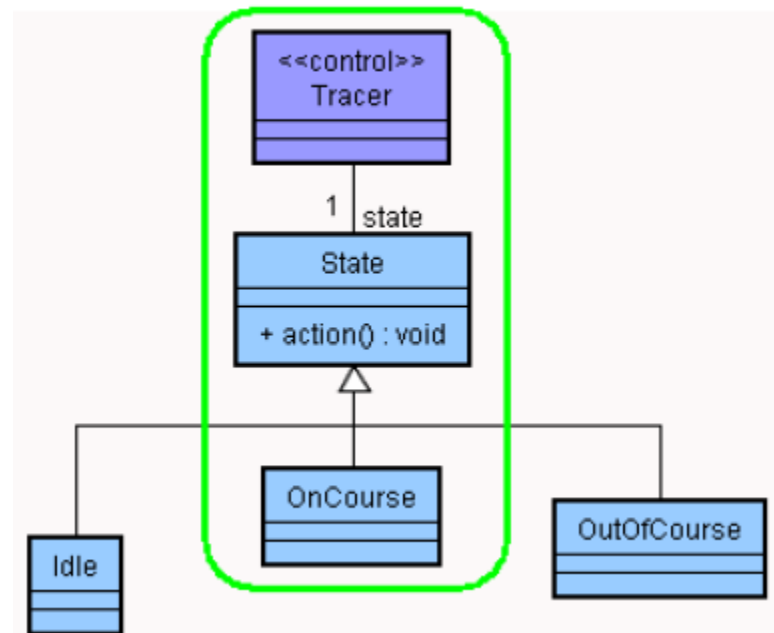 <<control>>
Tracer
1
state
State
+ action() : void
OnCourse
OutOfCourse
Idle